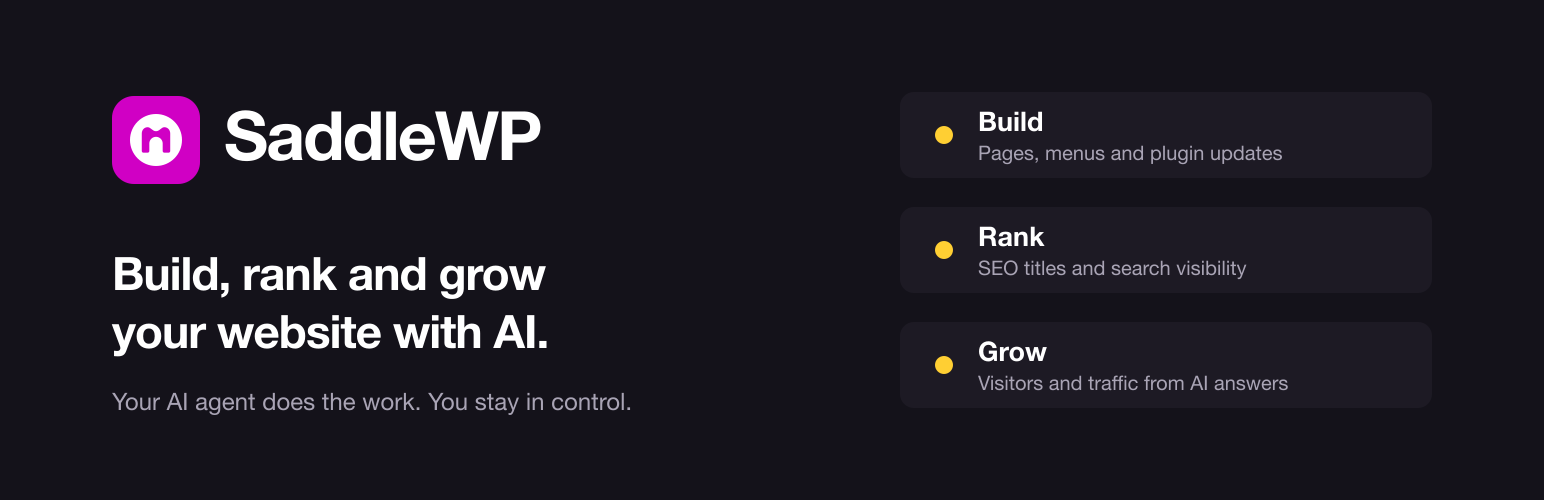 SaddleWP
Build, rank and grow
your website with AI.
Your AI agent does the work. You stay in control.
Build
Pages, menus and plugin updates
Rank
SEO titles and search visibility
Grow
Visitors and traffic from AI answers